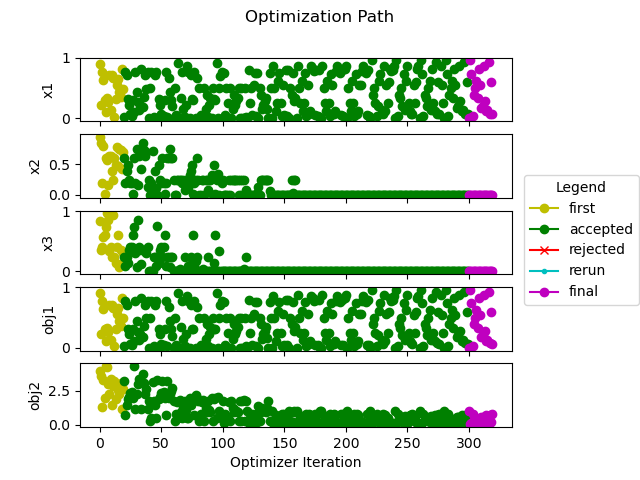 Optimization Path
x1
1
0
x2
0.5
0.0
x3
1
0
obj1
1
0
obj2
2.5
0.0
0 50 100 150 200 250 300
Optimizer Iteration
Legend
first
accepted
rejected
rerun
final